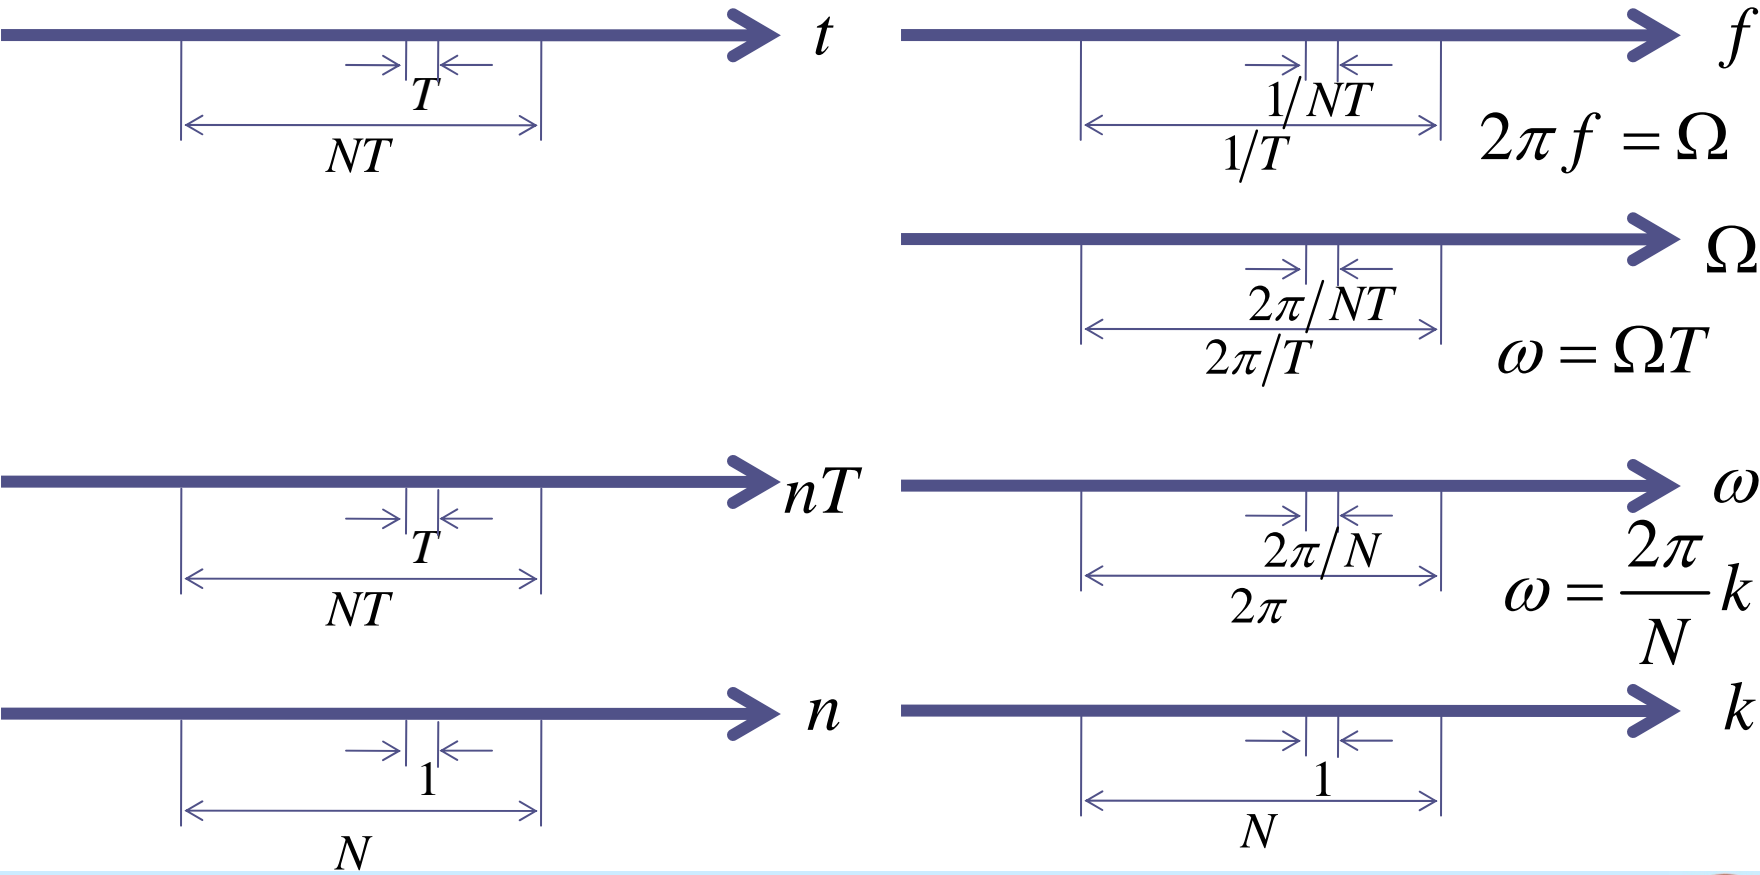 t
T
NT
f
1/NT
1/T
2πf = Ω
Ω
2π/NT
2π/T
ω = ΩT
nT
T
NT
ω
2π/N
2π
ω = 2π/N k
n
1
N
k
1
N